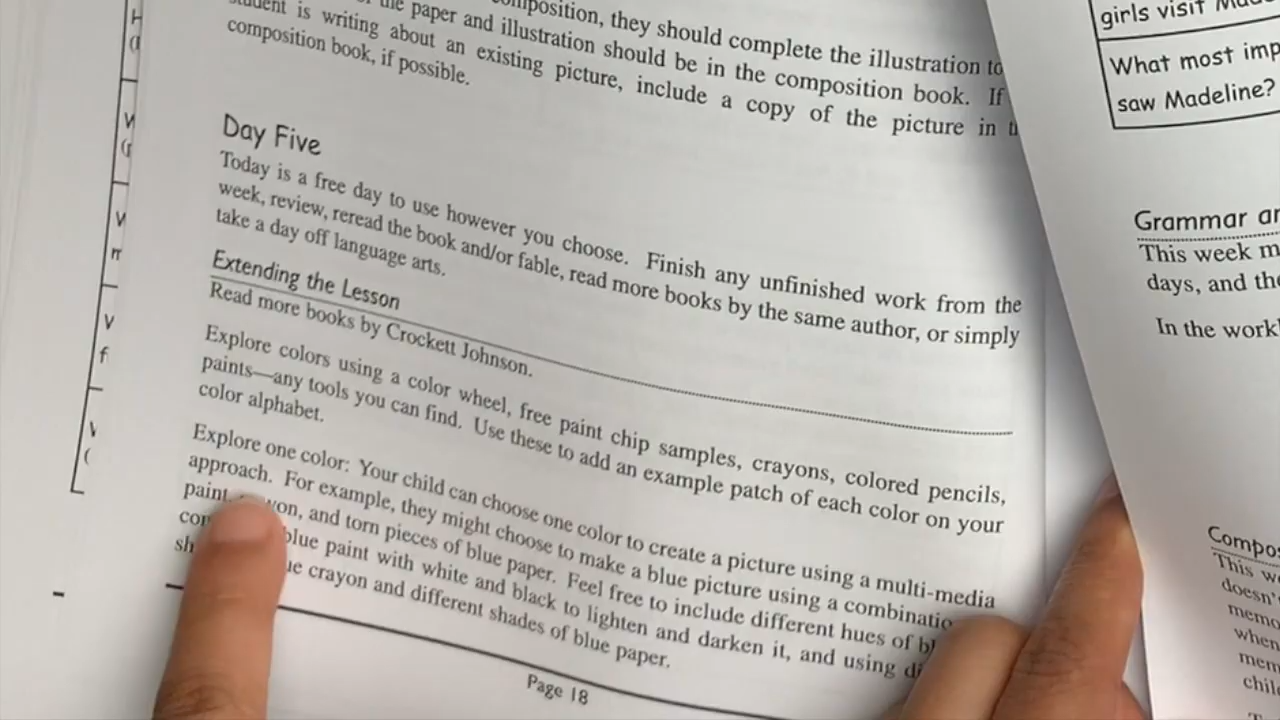 composition, they should complete the illustration to
the paper and illustration should be in the composition book. If
student is writing about an existing picture, include a copy of the picture in
composition book, if possible.
Day Five
Today is a free day to use however you choose. Finish any unfinished work from the
week, review, reread the book and/or fable, read more books by the same author, or simply
take a day off language arts.
Extending the Lesson
Read more books by Crockett Johnson.
Explore colors using a color wheel, free paint chip samples, crayons, colored pencils,
paints—any tools you can find. Use these to add an example patch of each color on your
color alphabet.
Explore one color: Your child can choose one color to create a picture using a multi-media
approach. For example, they might choose to make a blue picture using a combinatio
paint, and torn pieces of blue paper. Feel free to include different hues of bl
blue paint with white and black to lighten and darken it, and using di
crayon and different shades of blue paper.
Page 18
girls visit
What most imp
saw Madeline?
Grammar an
This week m
days, and the
In the work
Compos
This we
doesn'
memo
when
mem
chil